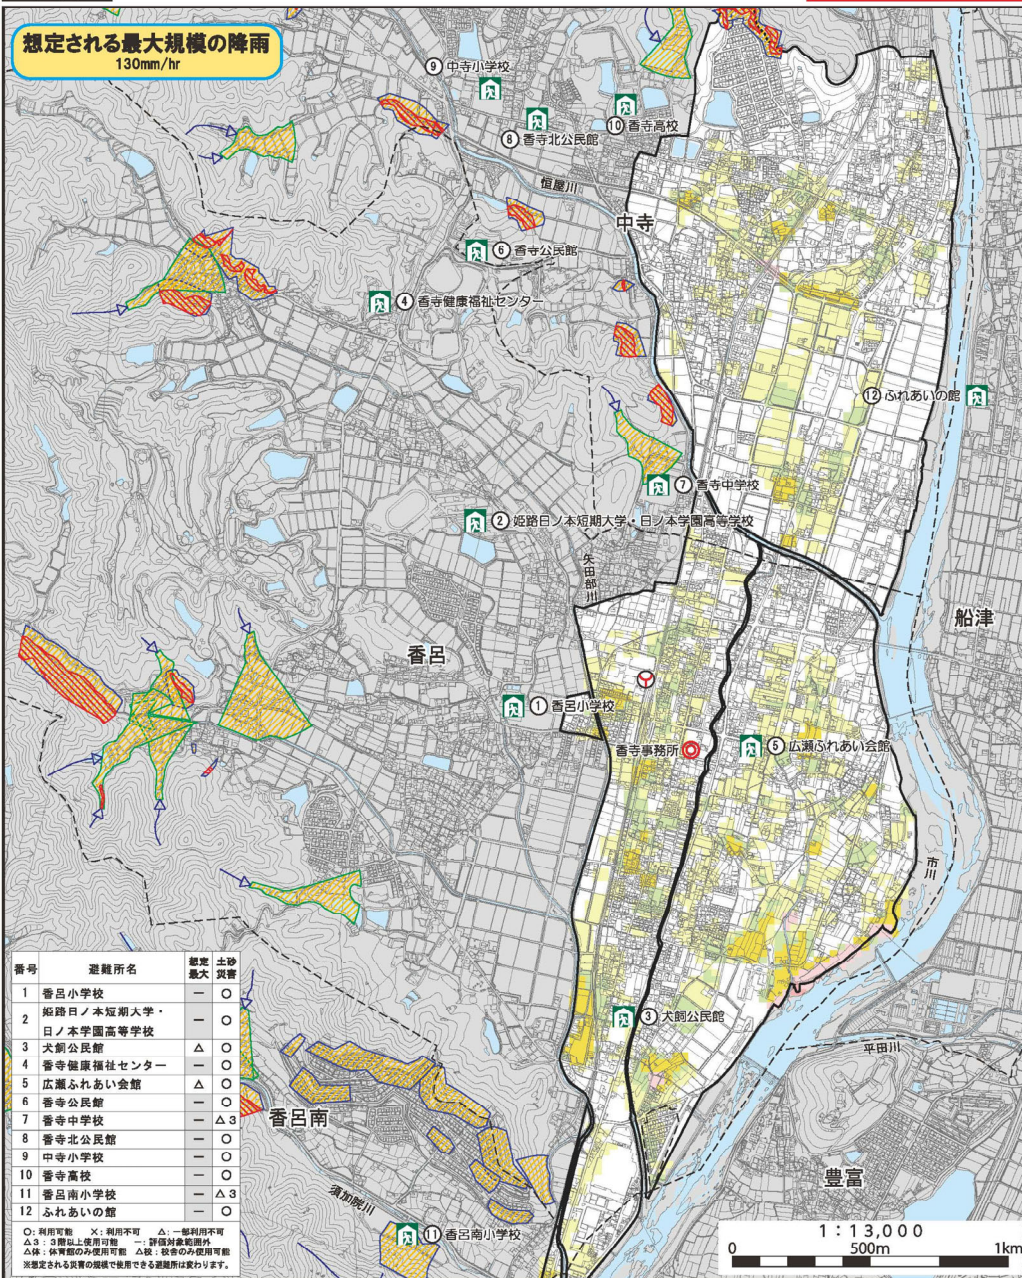 想定される最大規模の降雨
130mm/hr
⑨ 中寺小学校
⑩ 香寺高校
⑧ 香寺北公民館
恒屋川
中寺
⑥ 香寺公民館
④ 香寺健康福祉センター
⑫ ふれあいの館
⑦ 香寺中学校
② 姫路日ノ本短期大学・日ノ本学園高等学校
矢田部川
船津
香呂
① 香呂小学校
香寺事務所
⑤ 広瀬ふれあい会館
市川
③ 犬飼公民館
平田川
香呂南
豊富
須加院川
⑪ 香呂南小学校
番号 避難所名 想定最大 土砂災害
1 香呂小学校 － ○
2 姫路日ノ本短期大学・
日ノ本学園高等学校 － ○
3 犬飼公民館 △ ○
4 香寺健康福祉センター － ○
5 広瀬ふれあい会館 △ ○
6 香寺公民館 － ○
7 香寺中学校 － △3
8 香寺北公民館 － ○
9 中寺小学校 － ○
10 香寺高校 － ○
11 香呂南小学校 － △3
12 ふれあいの館 － ○
○：利用可能 ×：利用不可 △：一部利用不可
△3：3階以上使用可能 －：評価対象範囲外
△体：体育館のみ使用可能 △校：校舎のみ使用可能
※想定される災害の規模で使用できる避難所は変わります。
1：13,000
0 500m 1km